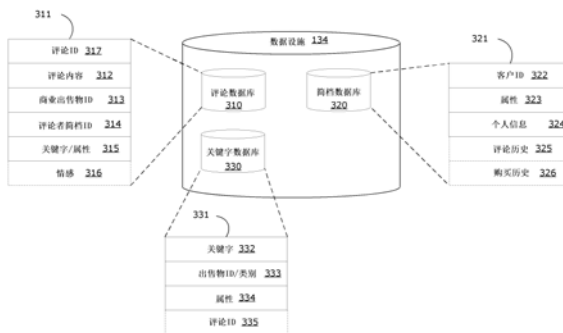 311
评论ID 317
评论内容 312
商业出售物ID 313
评论者简档ID 314
关键字/属性 315
情感 316
数据设施 134
评论数据库
310
简档数据库
320
关键字数据库
330
321
客户ID 322
属性 323
个人信息 324
评论历史 325
购买历史 326
331
关键字 332
出售物ID/类别 333
属性 334
评论ID 335